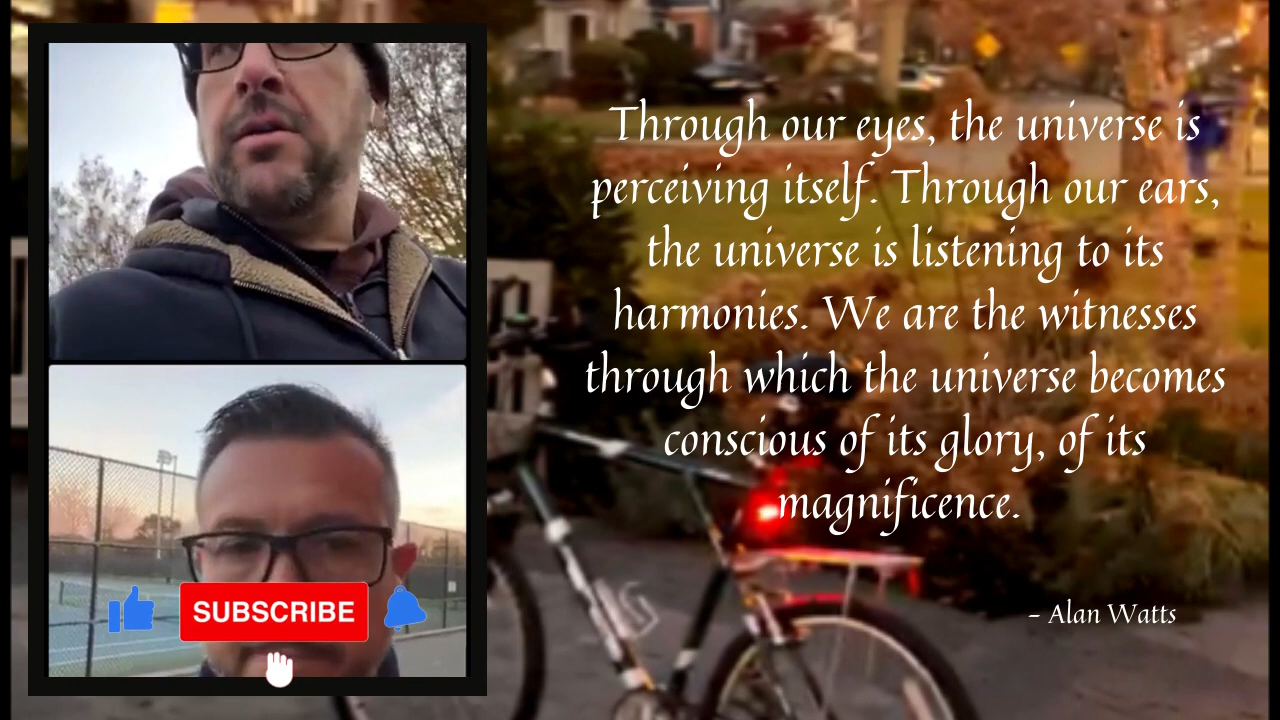 Through our eyes, the universe is
perceiving itself. Through our ears,
the universe is listening to its
harmonies. We are the witnesses
through which the universe becomes
conscious of its glory, of its
magnificence.
- Alan Watts
SUBSCRIBE